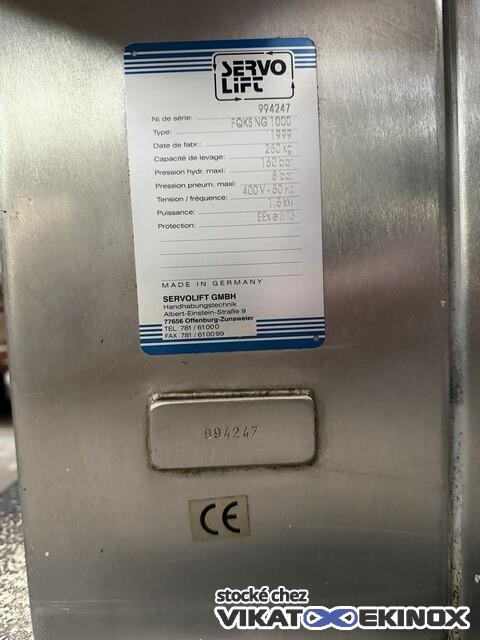 SERVO
LIFT
№ de série: 994247
Type: FQKS NG 1000
Date de fabr.: 1999
Capacité de levage: 250 kg
Pression hydr. maxi: 160 bar
Pression pneum. maxi: 8 bar
Tension / fréquence: 400 V - 50 Hz
Puissance: 1,5 kW
Protection: EEx e II T3
MADE IN GERMANY
SERVOLIFT GMBH
Handhabungstechnik
Albert-Einstein-Straße 9
77656 Offenburg-Zunsweier
TEL. 781 / 61000
FAX 781 / 610099
994247
CE
stocké chez
VIKATOO EKINOX